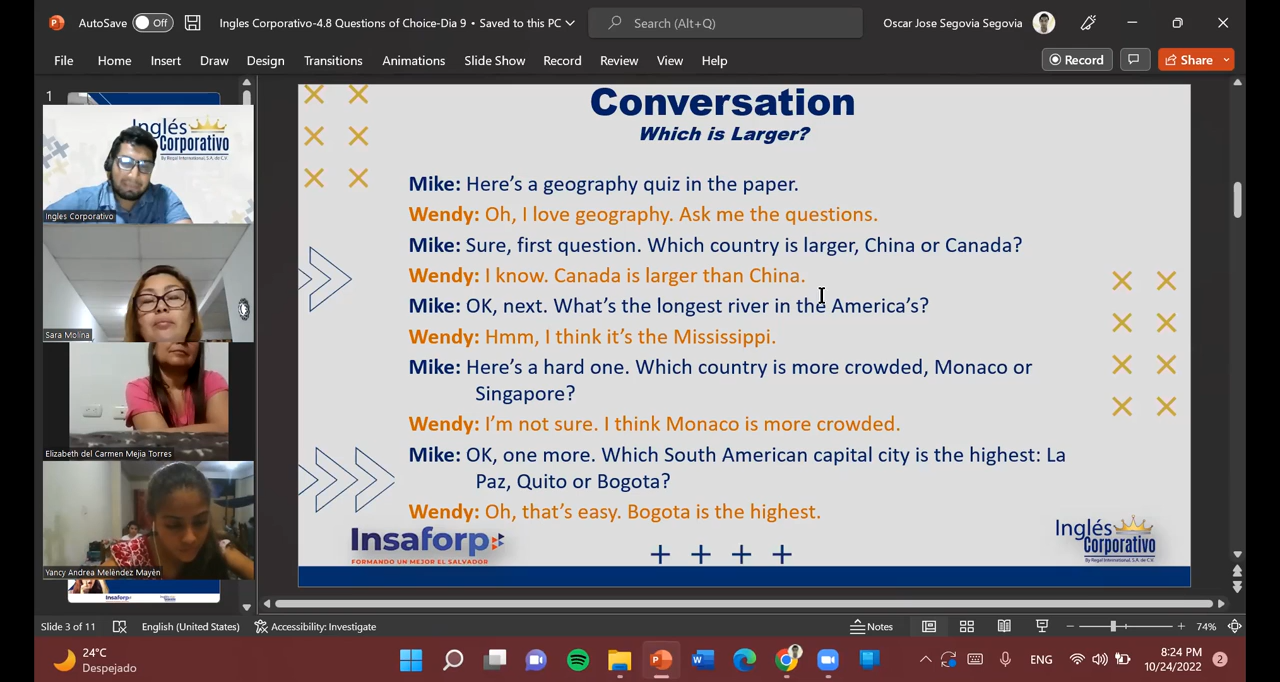 AutoSave Off Ingles Corporativo-4.8 Questions of Choice-Dia 9 • Saved to this PC Search (Alt+Q) Oscar Jose Segovia Segovia
File Home Insert Draw Design Transitions Animations Slide Show Record Review View Help Record Share
1
Inglés
Corporativo
By Regal International, S.A. de C.V.
Ingles Corporativo
Sara Molina
Elizabeth del Carmen Mejia Torres
Yancy Andrea Meléndez Mayén
Conversation
Which is Larger?
Mike: Here's a geography quiz in the paper.
Wendy: Oh, I love geography. Ask me the questions.
Mike: Sure, first question. Which country is larger, China or Canada?
Wendy: I know. Canada is larger than China.
Mike: OK, next. What's the longest river in the America's?
Wendy: Hmm, I think it's the Mississippi.
Mike: Here's a hard one. Which country is more crowded, Monaco or
Singapore?
Wendy: I'm not sure. I think Monaco is more crowded.
Mike: OK, one more. Which South American capital city is the highest: La
Paz, Quito or Bogota?
Wendy: Oh, that's easy. Bogota is the highest.
Insaforp
FORMANDO UN MEJOR EL SALVADOR
Inglés
Corporativo
Slide 3 of 11 English (United States) Accessibility: Investigate Notes 74%
24°C
Despejado
ENG
8:24 PM
10/24/2022
2